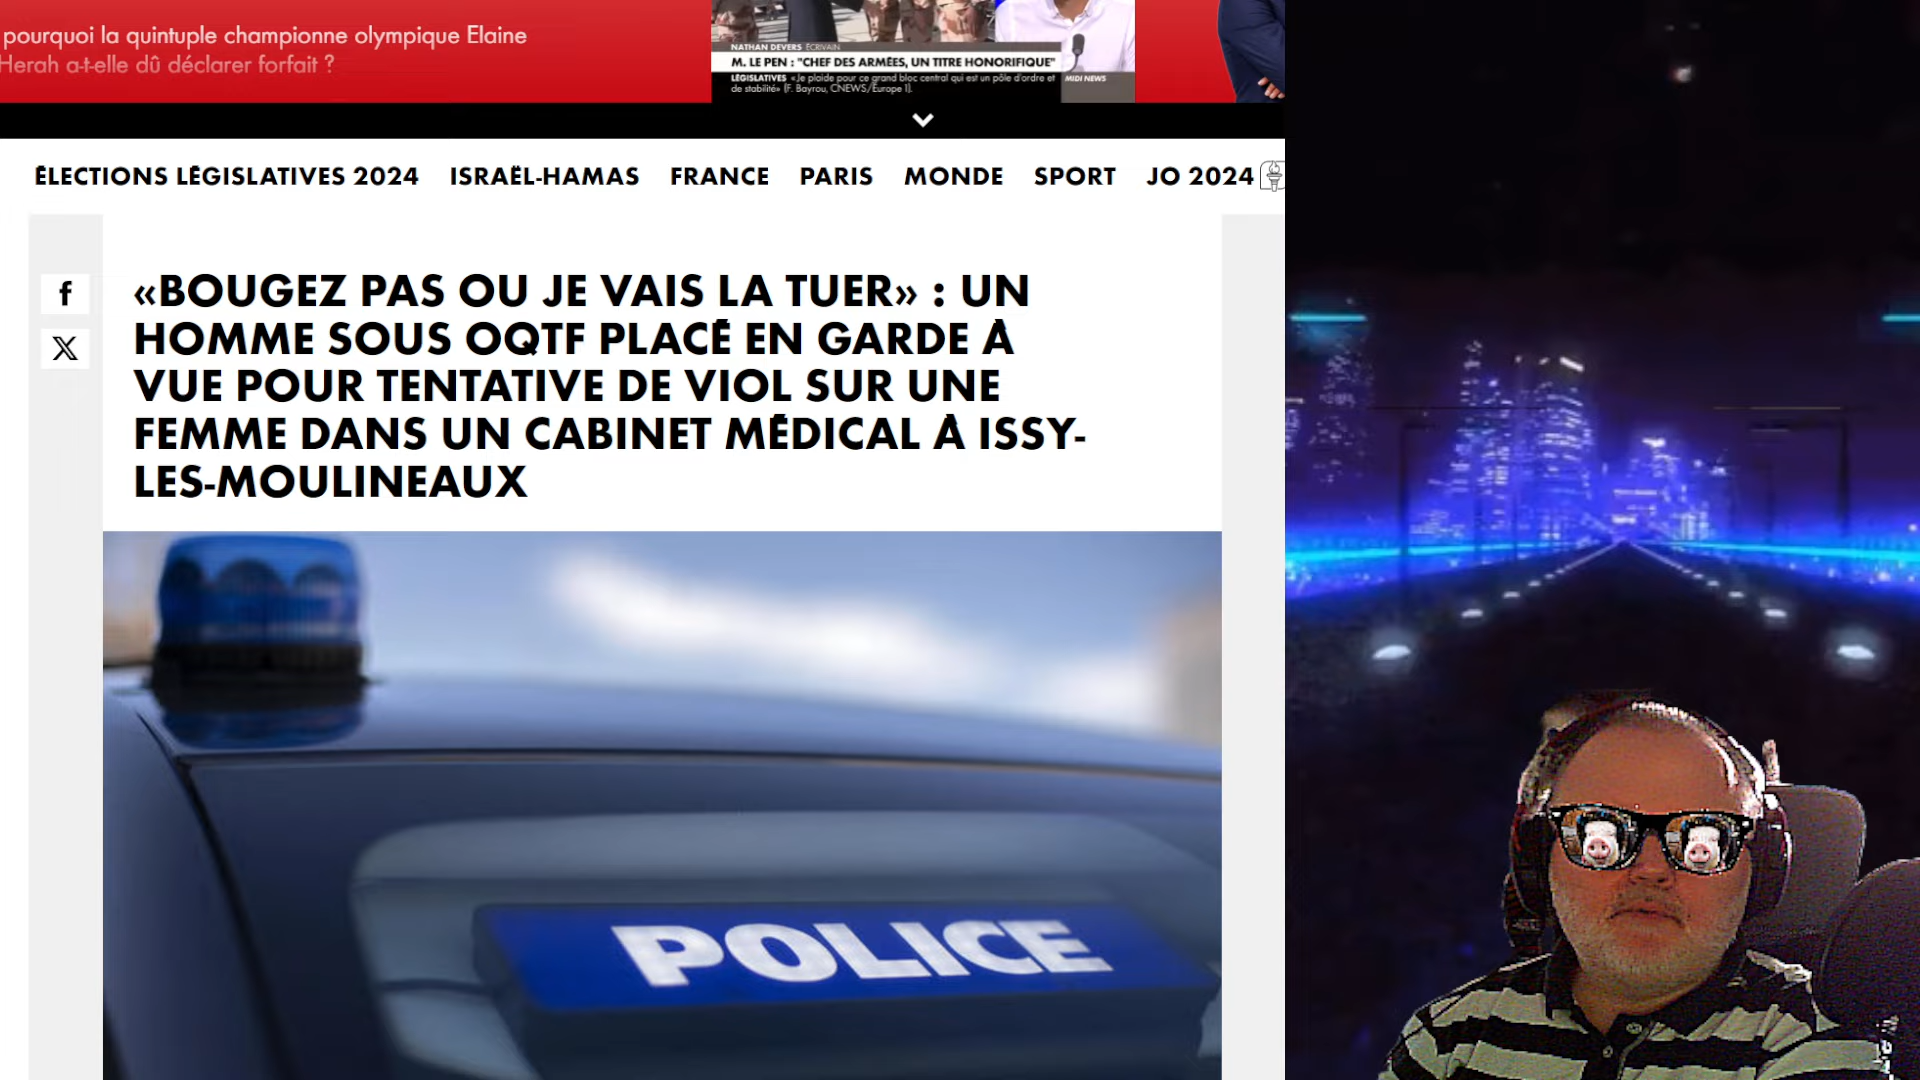 pourquoi la quintuple championne olympique Elaine
Herah a-t-elle dû déclarer forfait ?
NATHAN DEVERS ÉCRIVAIN
M. LE PEN : "CHEF DES ARMÉES, UN TITRE HONORIFIQUE"
LÉGISLATIVES «Je plaide pour ce grand bloc central qui est un pôle d'ordre et
de stabilité» (F. Bayrou, CNEWS/Europe 1).
MIDI NEWS
ÉLECTIONS LÉGISLATIVES 2024 ISRAËL-HAMAS FRANCE PARIS MONDE SPORT JO 2024
f
X
«BOUGEZ PAS OU JE VAIS LA TUER» : UN
HOMME SOUS OQTF PLACÉ EN GARDE À
VUE POUR TENTATIVE DE VIOL SUR UNE
FEMME DANS UN CABINET MÉDICAL À ISSY-
LES-MOULINEAUX
POLICE